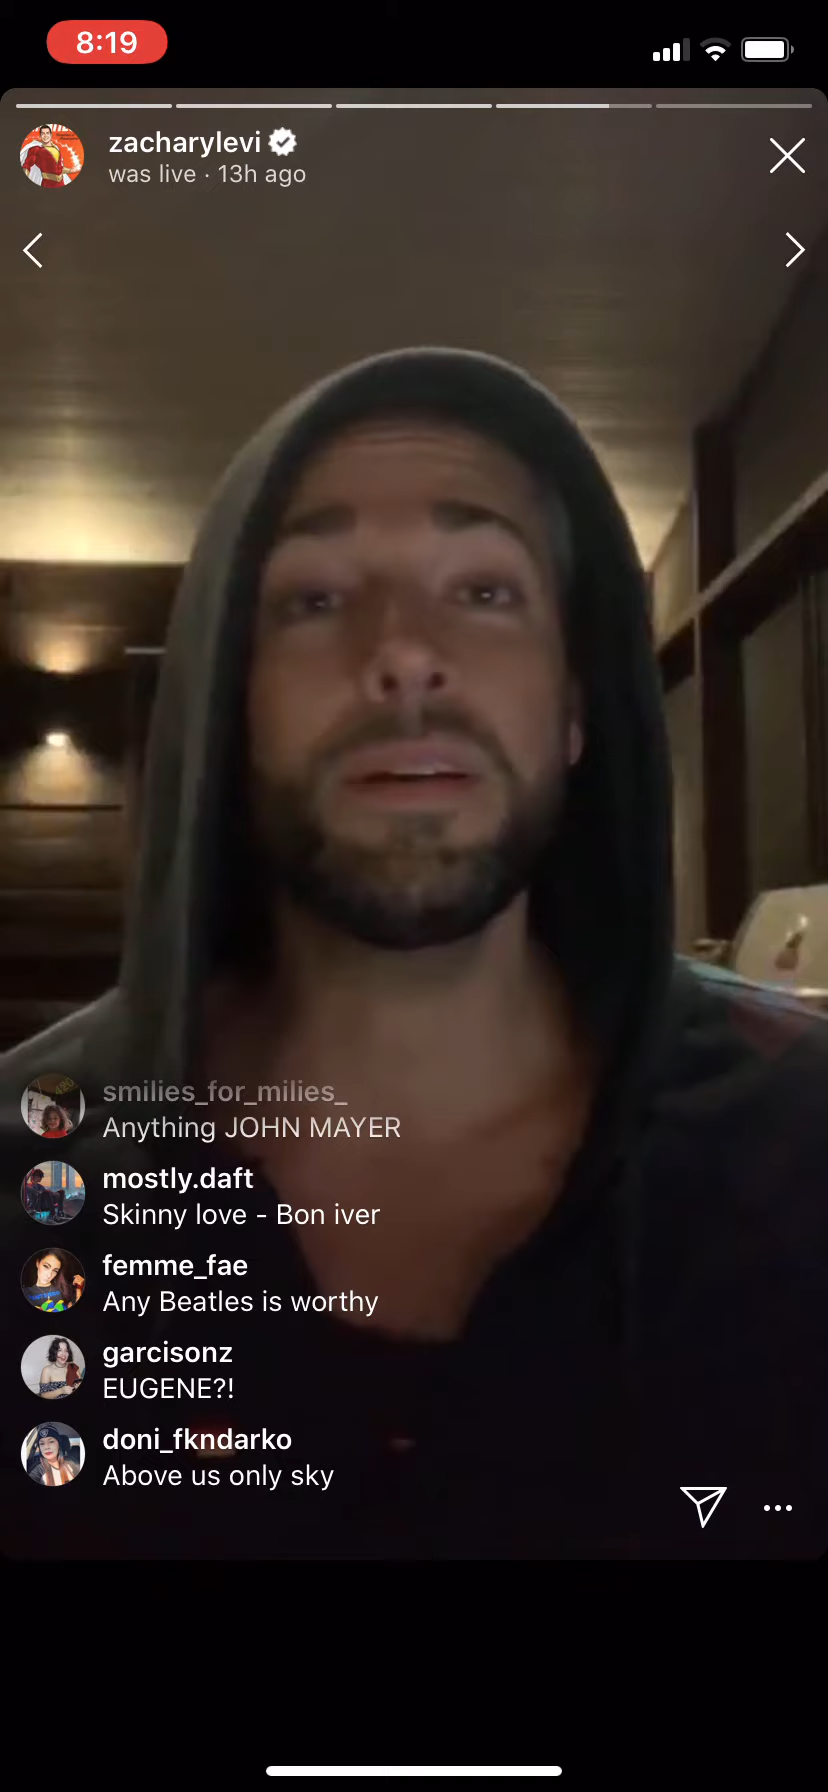 8:19
zacharylevi
was live · 13h ago
smilies_for_milies_
Anything JOHN MAYER
mostly.daft
Skinny love - Bon iver
femme_fae
Any Beatles is worthy
garcisonz
EUGENE?!
doni_fkndarko
Above us only sky